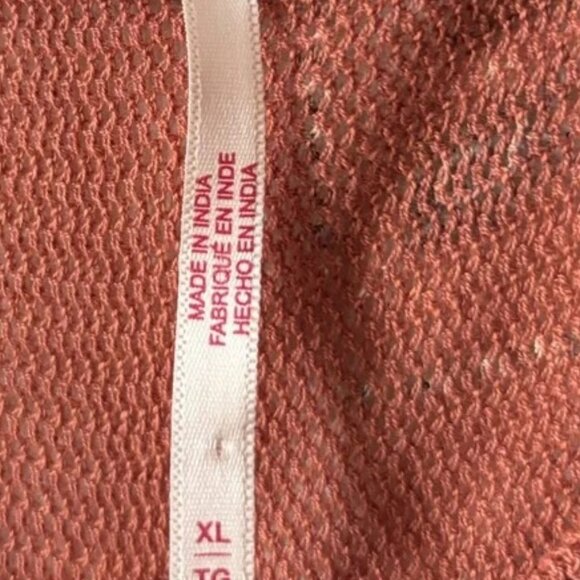 MADE IN INDIA
FABRIQUÉ EN INDE
HECHO EN INDIA
XL
TG